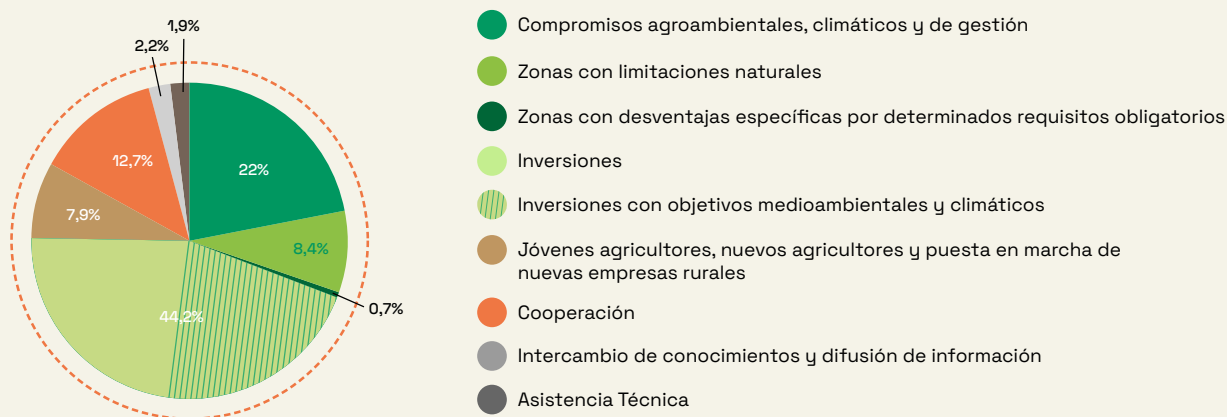 1,9%
2,2%
22%
12,7%
7,9%
8,4%
0,7%
44,2%
Compromisos agroambientales, climáticos y de gestión
Zonas con limitaciones naturales
Zonas con desventajas específicas por determinados requisitos obligatorios
Inversiones
Inversiones con objetivos medioambientales y climáticos
Jóvenes agricultores, nuevos agricultores y puesta en marcha de
nuevas empresas rurales
Cooperación
Intercambio de conocimientos y difusión de información
Asistencia Técnica